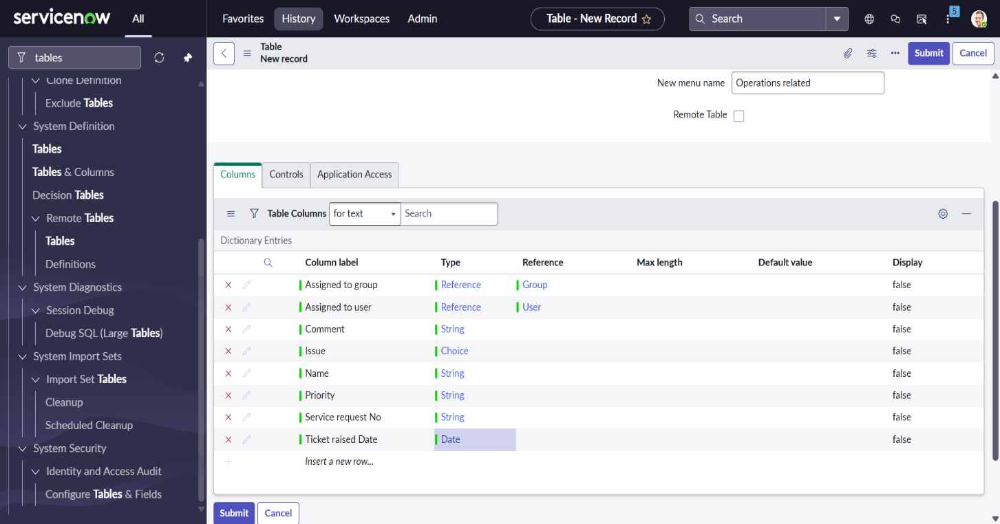 servicenow All Favorites History Workspaces Admin Table - New Record Search 5
tables
Table
New record
Submit Cancel
Clone Definition
Exclude Tables
System Definition
Tables
Tables & Columns
Decision Tables
Remote Tables
Tables
Definitions
System Diagnostics
Session Debug
Debug SQL (Large Tables)
System Import Sets
Import Set Tables
Cleanup
Scheduled Cleanup
System Security
Identity and Access Audit
Configure Tables & Fields
New menu name Operations related
Remote Table
Columns Controls Application Access
Table Columns for text Search
Dictionary Entries
Column label Type Reference Max length Default value Display
Assigned to group Reference Group false
Assigned to user Reference User false
Comment String false
Issue Choice false
Name String false
Priority String false
Service request No String false
Ticket raised Date Date false
Insert a new row...
Submit Cancel